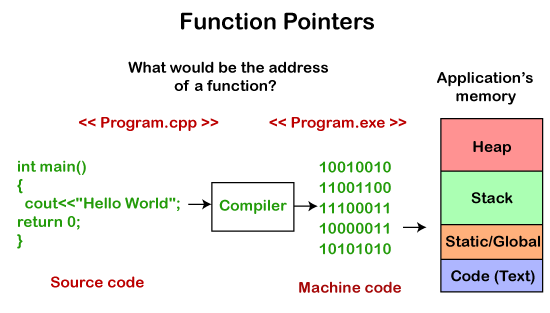 Function Pointers
What would be the address
of a function?
<< Program.cpp >>
<< Program.exe >>
int main()
{
cout<<"Hello World";
return 0;
}
Source code
Compiler
10010010
11001100
11100011
10000011
10101010
Machine code
Application's
memory
Heap
Stack
Static/Global
Code (Text)